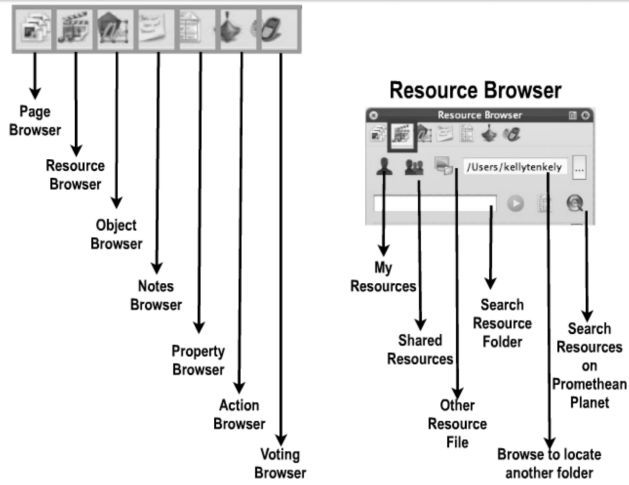 Page
Browser
Resource
Browser
Object
Browser
Notes
Browser
Property
Browser
Action
Browser
Voting
Browser
Resource Browser
Resource Browser
/Users/kellytenkely
...
My
Resources
Shared
Resources
Other
Resource
File
Search
Resource
Folder
Browse to locate
another folder
Search
Resources
on
Promethean
Planet